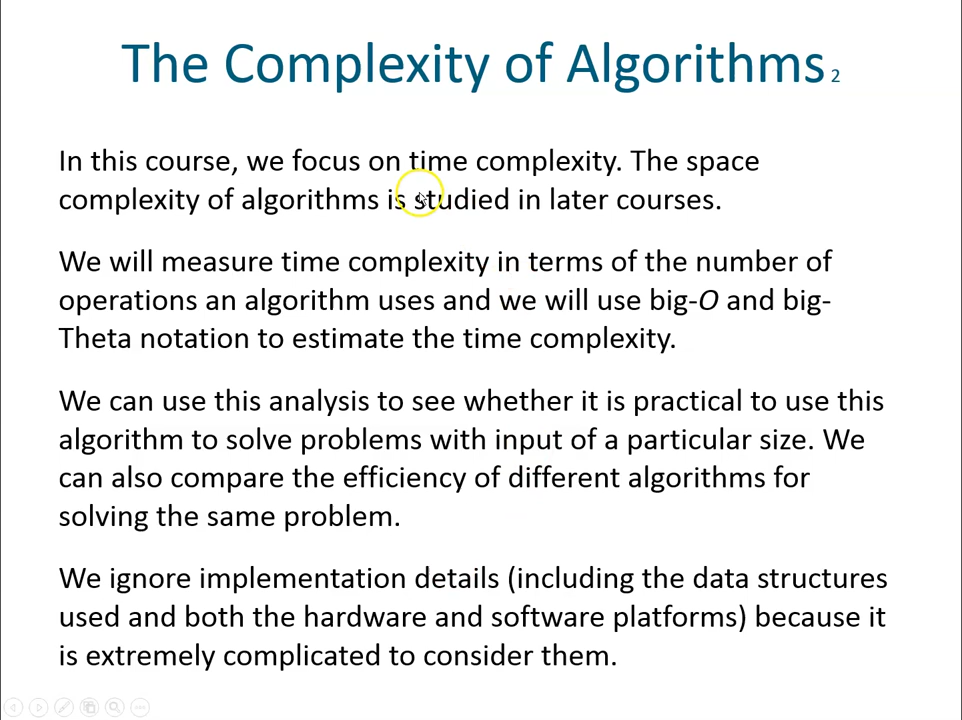 The Complexity of Algorithms 2
In this course, we focus on time complexity. The space
complexity of algorithms is studied in later courses.
We will measure time complexity in terms of the number of
operations an algorithm uses and we will use big-O and big-
Theta notation to estimate the time complexity.
We can use this analysis to see whether it is practical to use this
algorithm to solve problems with input of a particular size. We
can also compare the efficiency of different algorithms for
solving the same problem.
We ignore implementation details (including the data structures
used and both the hardware and software platforms) because it
is extremely complicated to consider them.